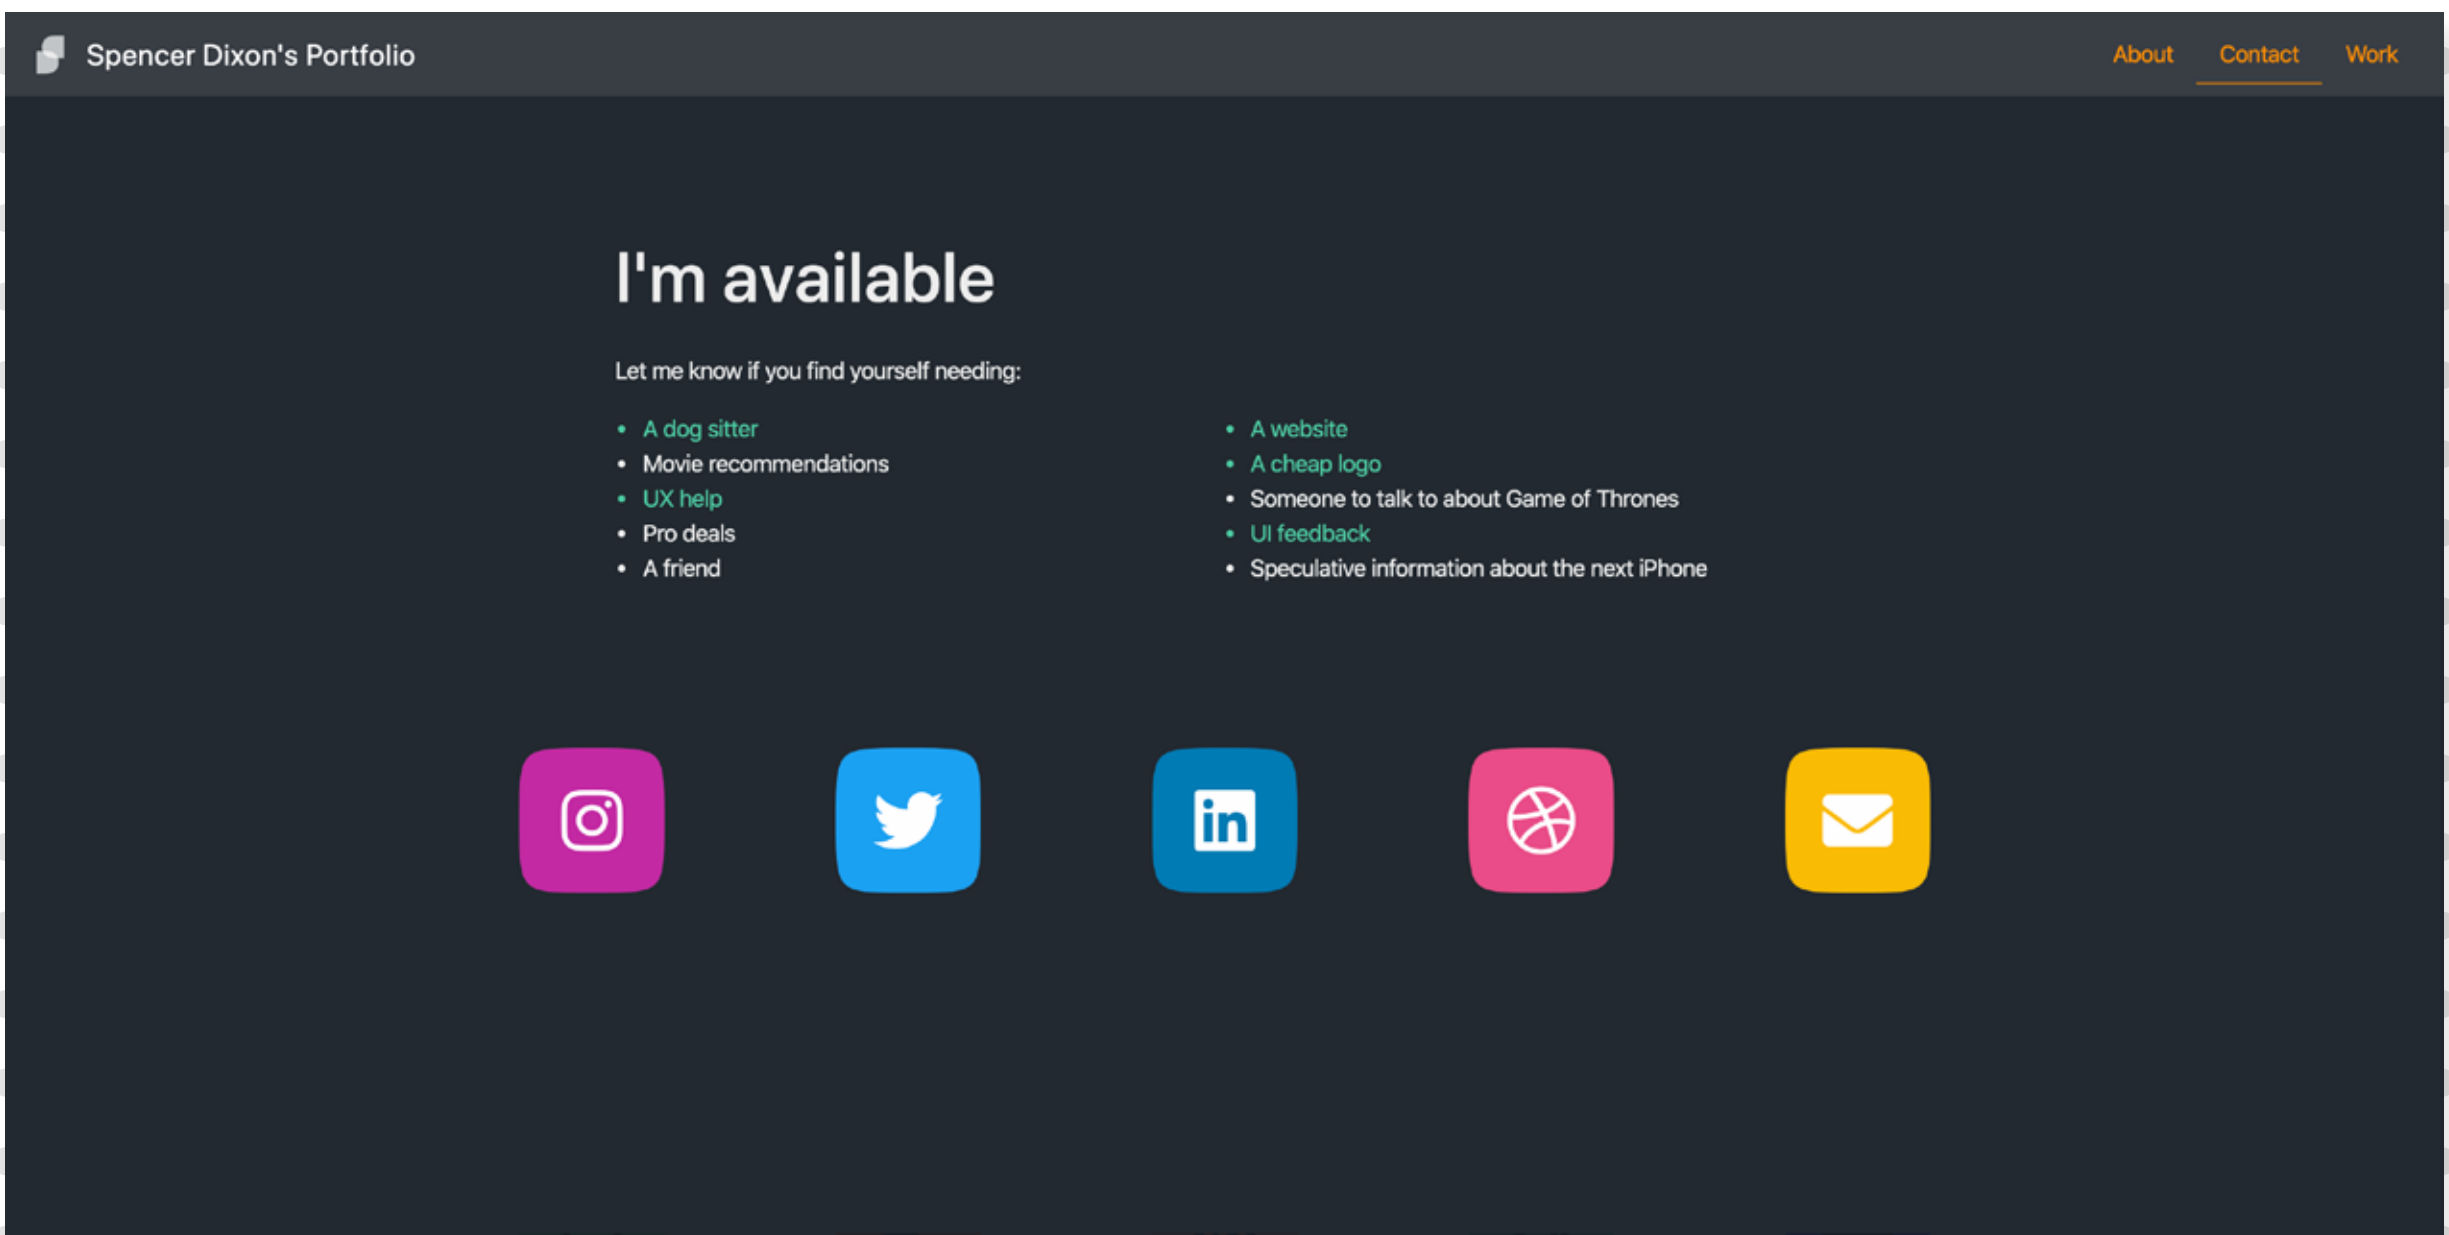 Spencer Dixon's Portfolio
About Contact Work
I'm available
Let me know if you find yourself needing:
• A dog sitter
• Movie recommendations
• UX help
• Pro deals
• A friend
• A website
• A cheap logo
• Someone to talk to about Game of Thrones
• UI feedback
• Speculative information about the next iPhone
in